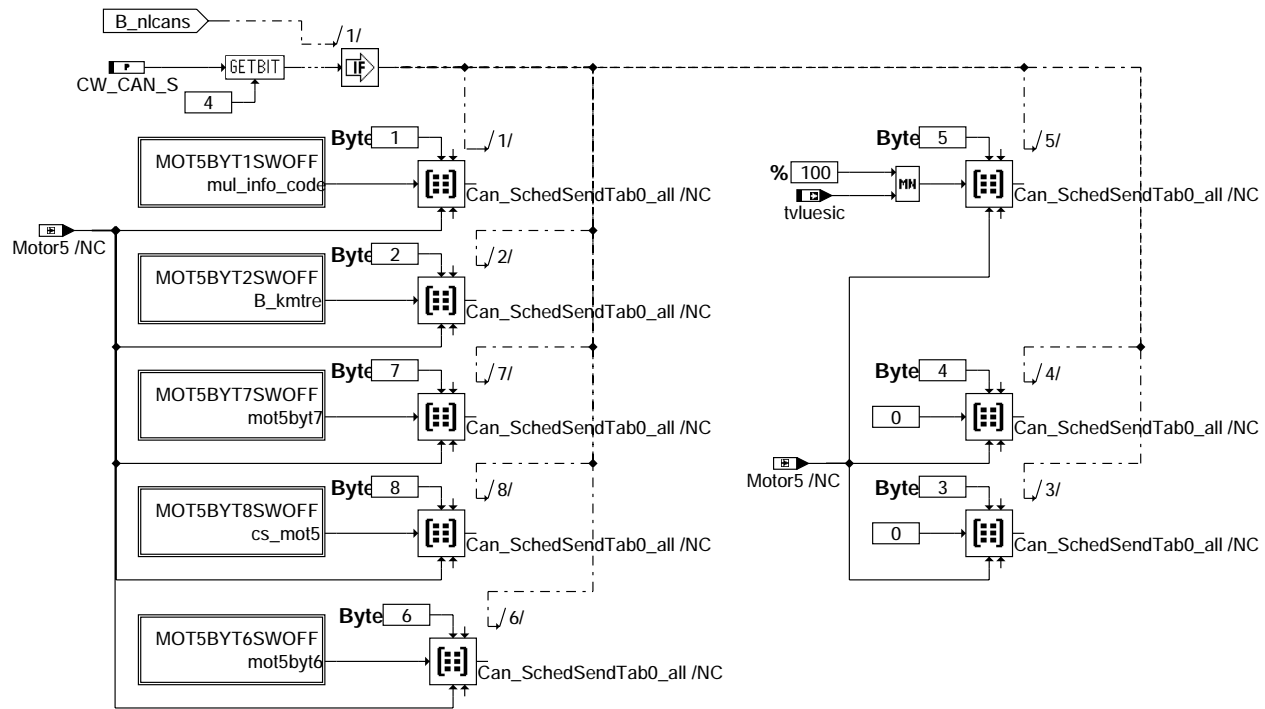 B_nlcans
/1/
P
GETBIT
IF
CW_CAN_S
4
Byte 1
/1/
Byte 5
/5/
MOT5BYT1SWOFF
mul_info_code
% 100
MN
Can_SchedSendTab0_all /NC
Can_SchedSendTab0_all /NC
tvluesic
Motor5 /NC
Byte 2
/2/
MOT5BYT2SWOFF
B_kmtre
Can_SchedSendTab0_all /NC
Byte 7
/7/
Byte 4
/4/
MOT5BYT7SWOFF
mot5byt7
0
Can_SchedSendTab0_all /NC
Can_SchedSendTab0_all /NC
Motor5 /NC
Byte 8
/8/
Byte 3
/3/
MOT5BYT8SWOFF
cs_mot5
0
Can_SchedSendTab0_all /NC
Can_SchedSendTab0_all /NC
Byte 6
/6/
MOT5BYT6SWOFF
mot5byt6
Can_SchedSendTab0_all /NC